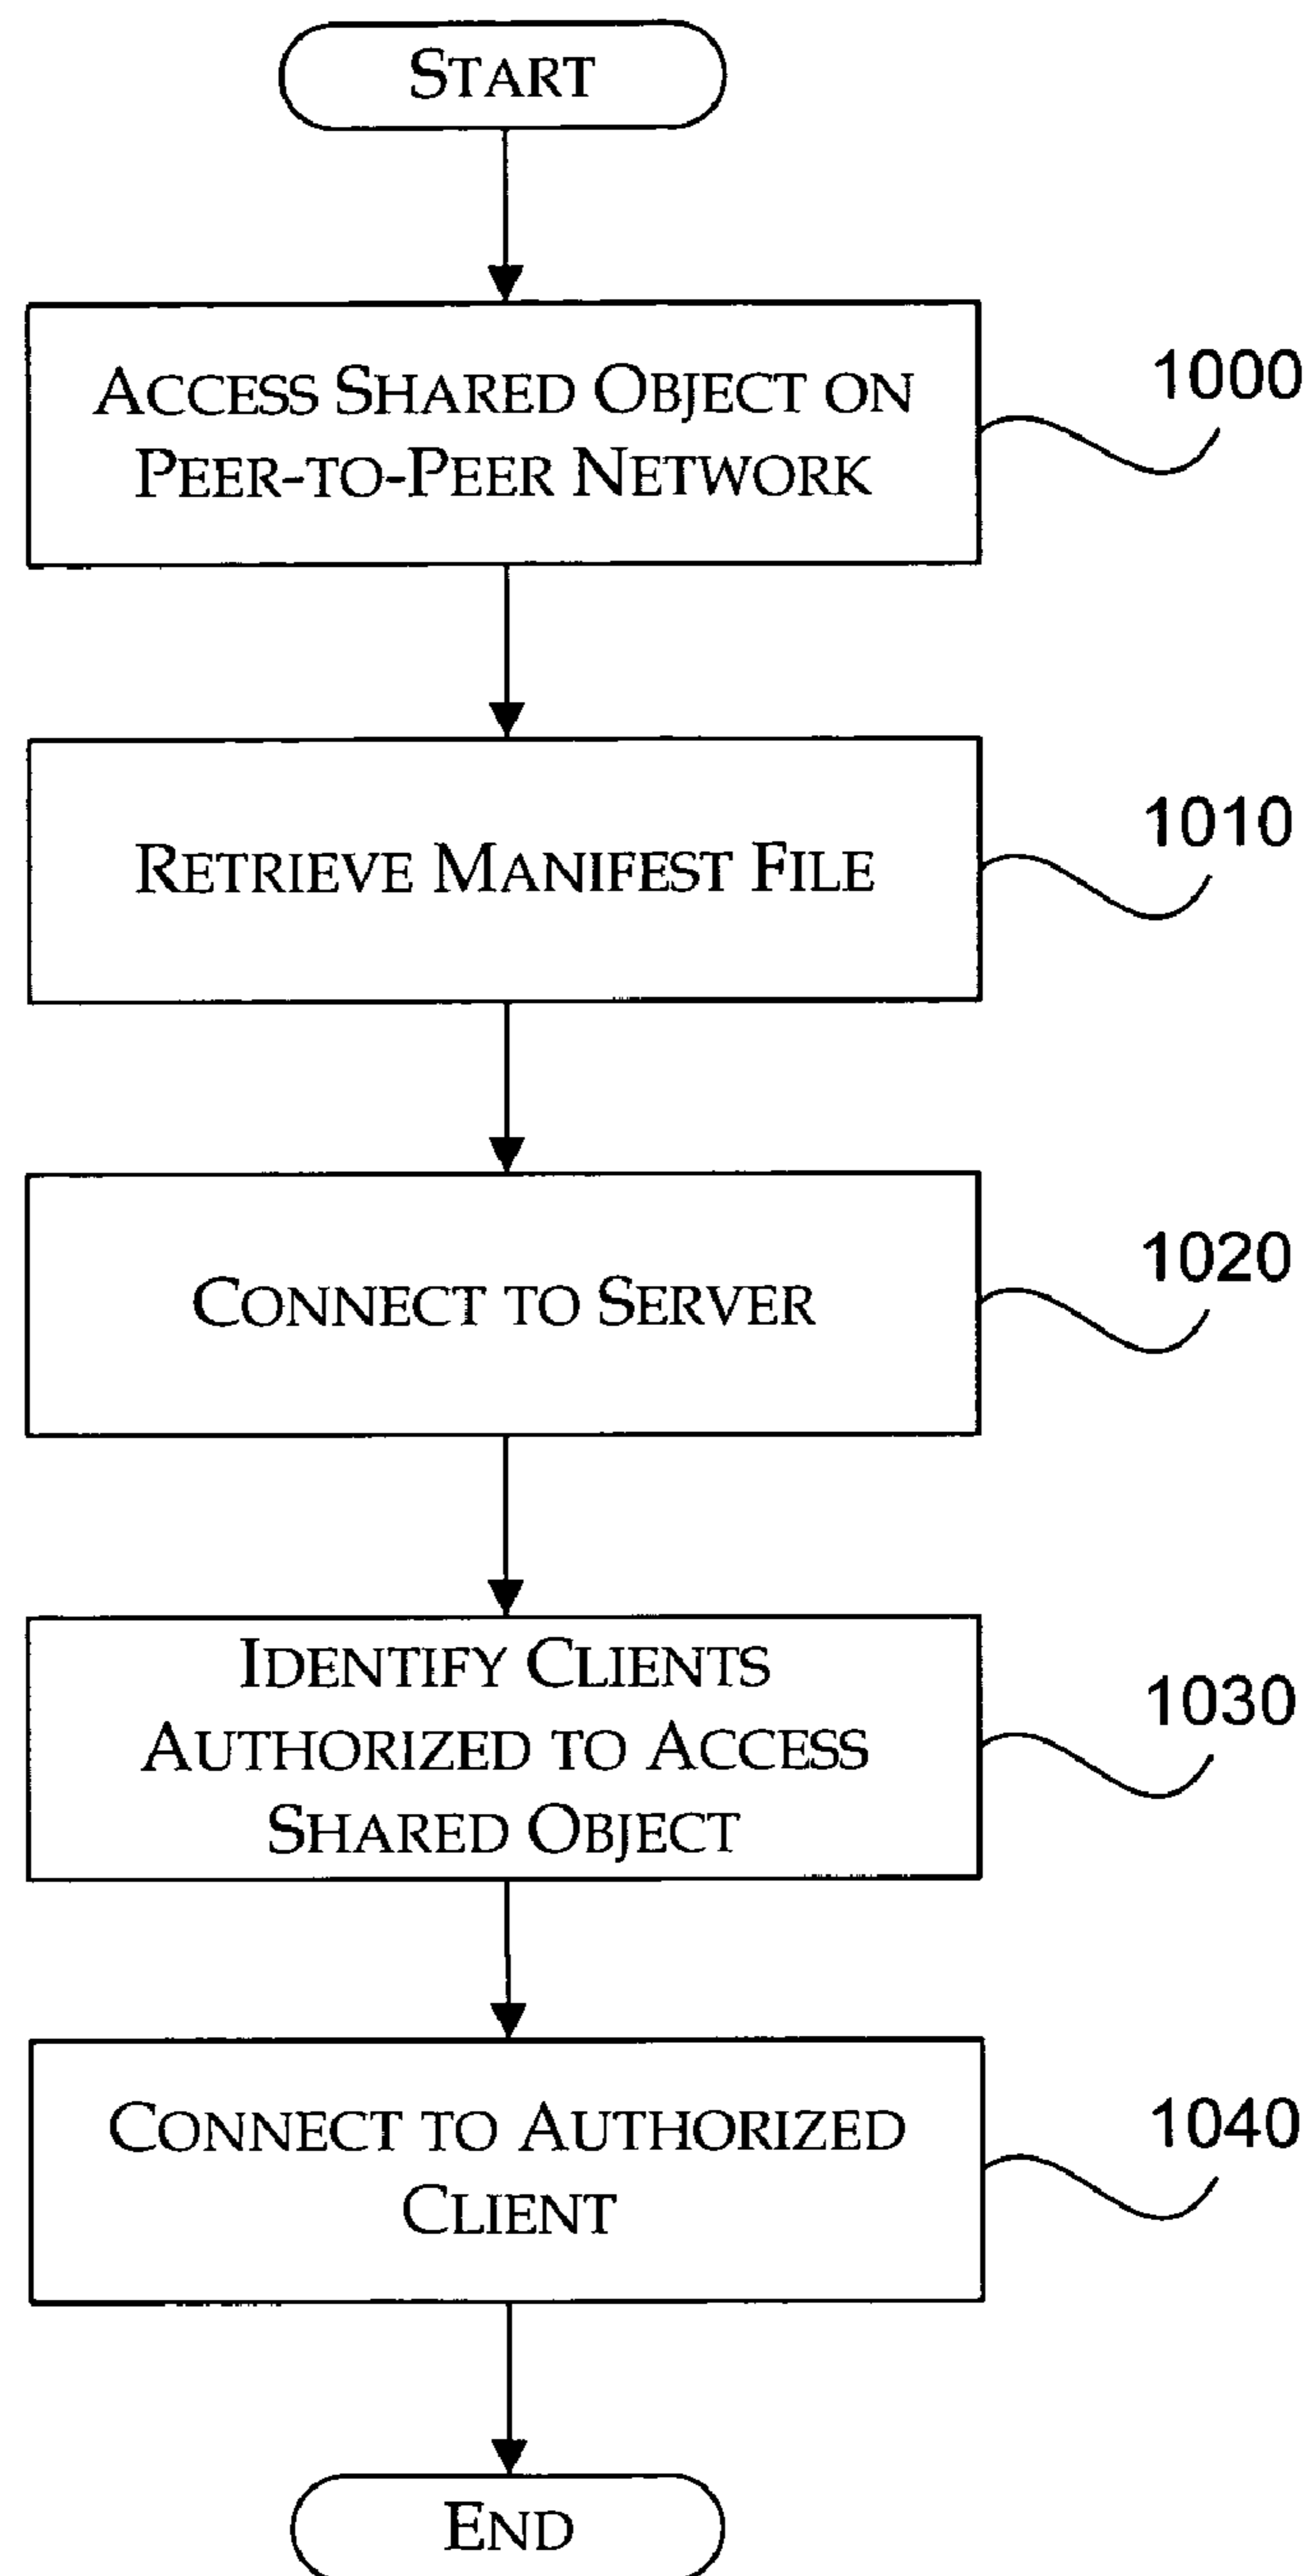 START
ACCESS SHARED OBJECT ON
PEER-TO-PEER NETWORK
1000
RETRIEVE MANIFEST FILE
1010
CONNECT TO SERVER
1020
IDENTIFY CLIENTS
AUTHORIZED TO ACCESS
SHARED OBJECT
1030
CONNECT TO AUTHORIZED
CLIENT
1040
END